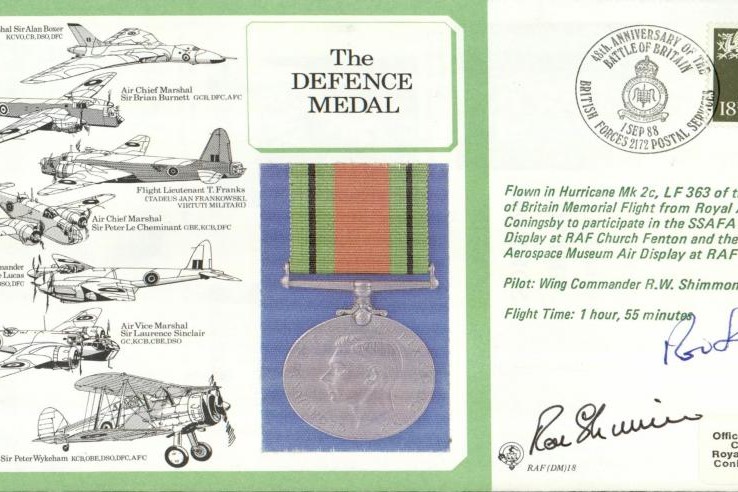 shal Sir Alan Boxer
KCVO, CB, DSO, DFC
Air Chief Marshal
Sir Brian Burnett GCB, DFC, AFC
Flight Lieutenant T. Franks
(TADEUS JAN FRANKOWSKI,
VIRTUTI MILITARI)
Air Chief Marshal
Sir Peter Le Cheminant GBE, KCB, DFC
mander
e Lucas
DSO, DFC
Air Vice Marshal
Sir Laurence Sinclair
GC, KCB, CBE, DSO
Sir Peter Wykeham KCB, OBE, DSO, DFC, AFC
The
DEFENCE
MEDAL
48th. ANNIVERSARY OF THE
BATTLE OF BRITAIN
1 SEP 88
BRITISH FORCES 2172 POSTAL SERVICES
18
Flown in Hurricane Mk 2c, LF 363 of th
of Britain Memorial Flight from Royal A
Coningsby to participate in the SSAFA
Display at RAF Church Fenton and the
Aerospace Museum Air Display at RAF
Pilot: Wing Commander R.W. Shimmon
Flight Time: 1 hour, 55 minutes
RAF (DM) 18
Offic
C
Roya
Coni